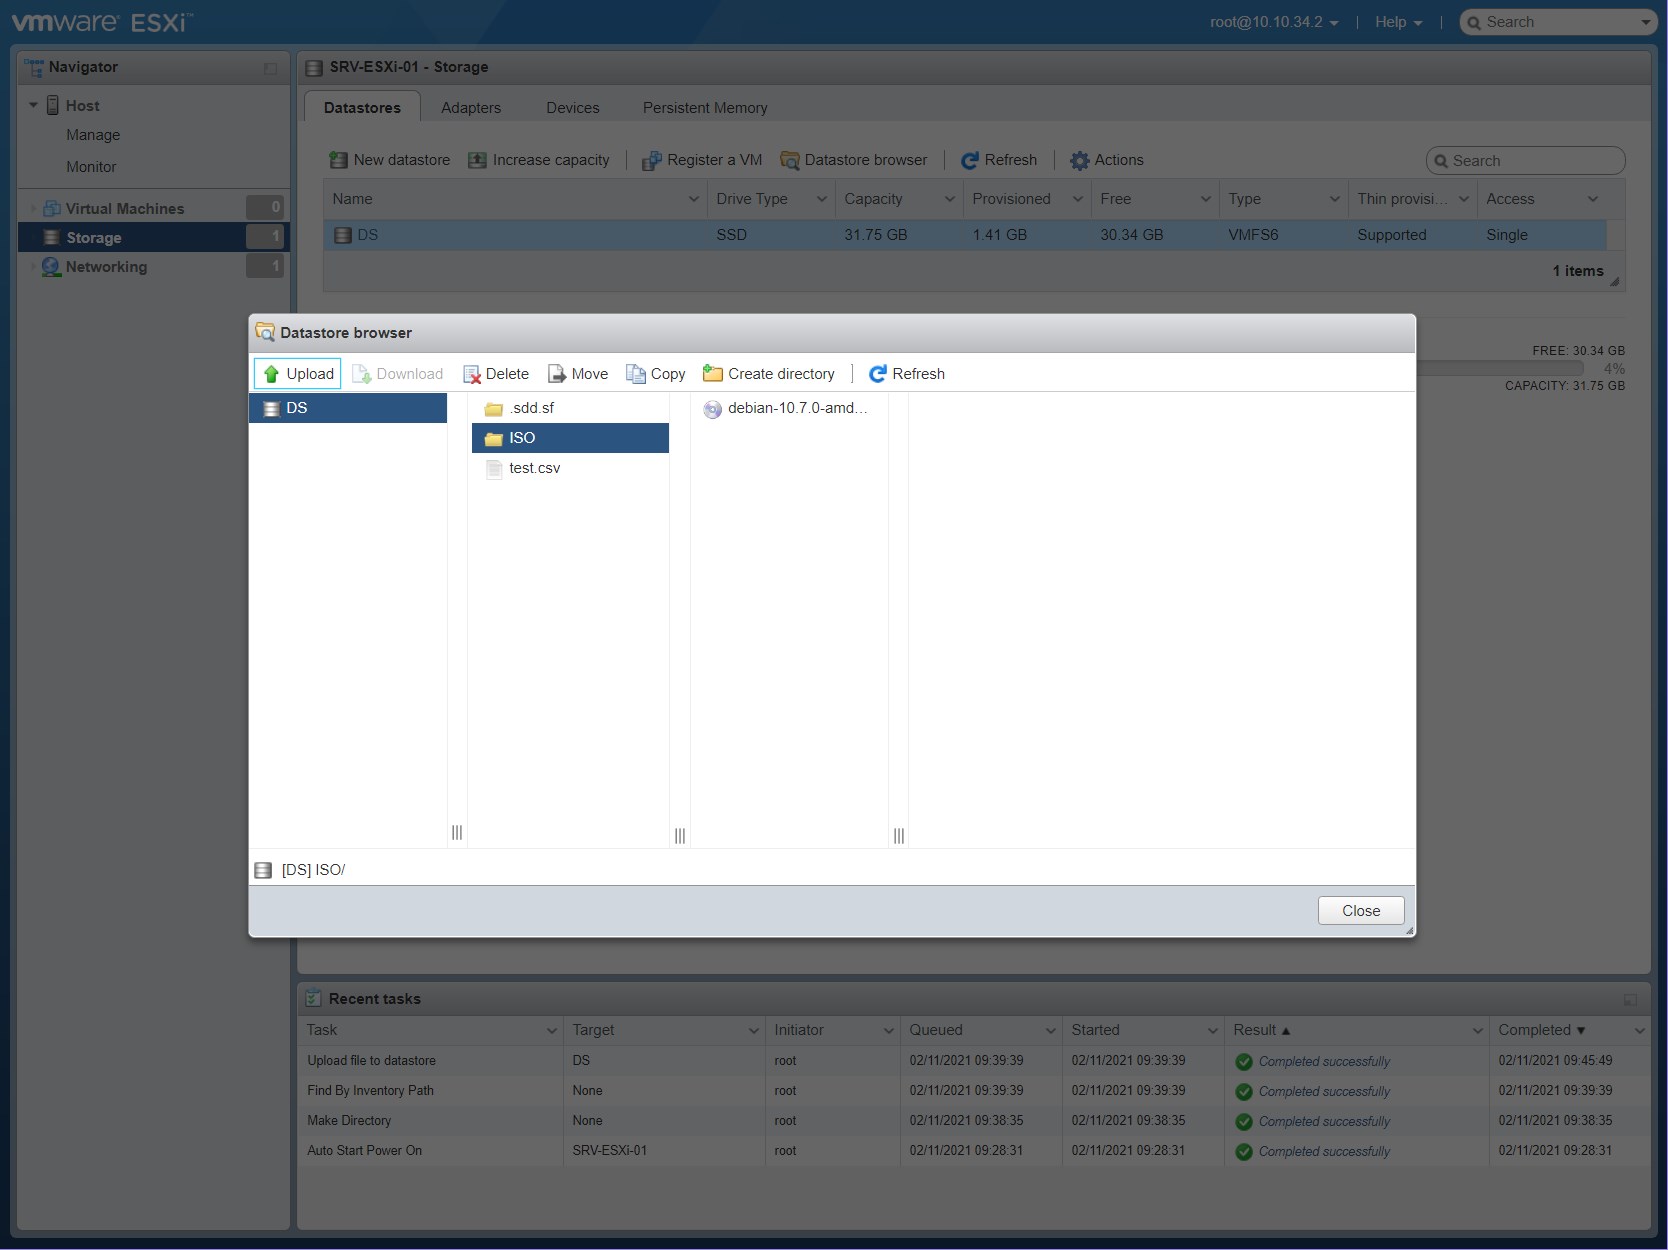 vmware ESXi™
root@10.10.34.2 | Help | Search
Navigator
Host
Manage
Monitor
Virtual Machines 0
Storage 1
Networking 1
SRV-ESXi-01 - Storage
Datastores Adapters Devices Persistent Memory
New datastore Increase capacity | Register a VM Datastore browser | Refresh | Actions Search
Name Drive Type Capacity Provisioned Free Type Thin provisi... Access
DS SSD 31.75 GB 1.41 GB 30.34 GB VMFS6 Supported Single
1 items
FREE: 30.34 GB
4%
CAPACITY: 31.75 GB
Datastore browser
Upload Download Delete Move Copy Create directory | Refresh
DS .sdd.sf debian-10.7.0-amd...
ISO
test.csv
[DS] ISO/
Close
Recent tasks
Task Target Initiator Queued Started Result ▲ Completed ▼
Upload file to datastore DS root 02/11/2021 09:39:39 02/11/2021 09:39:39 Completed successfully 02/11/2021 09:45:49
Find By Inventory Path None root 02/11/2021 09:39:39 02/11/2021 09:39:39 Completed successfully 02/11/2021 09:39:39
Make Directory None root 02/11/2021 09:38:35 02/11/2021 09:38:35 Completed successfully 02/11/2021 09:38:35
Auto Start Power On SRV-ESXi-01 root 02/11/2021 09:28:31 02/11/2021 09:28:31 Completed successfully 02/11/2021 09:28:31